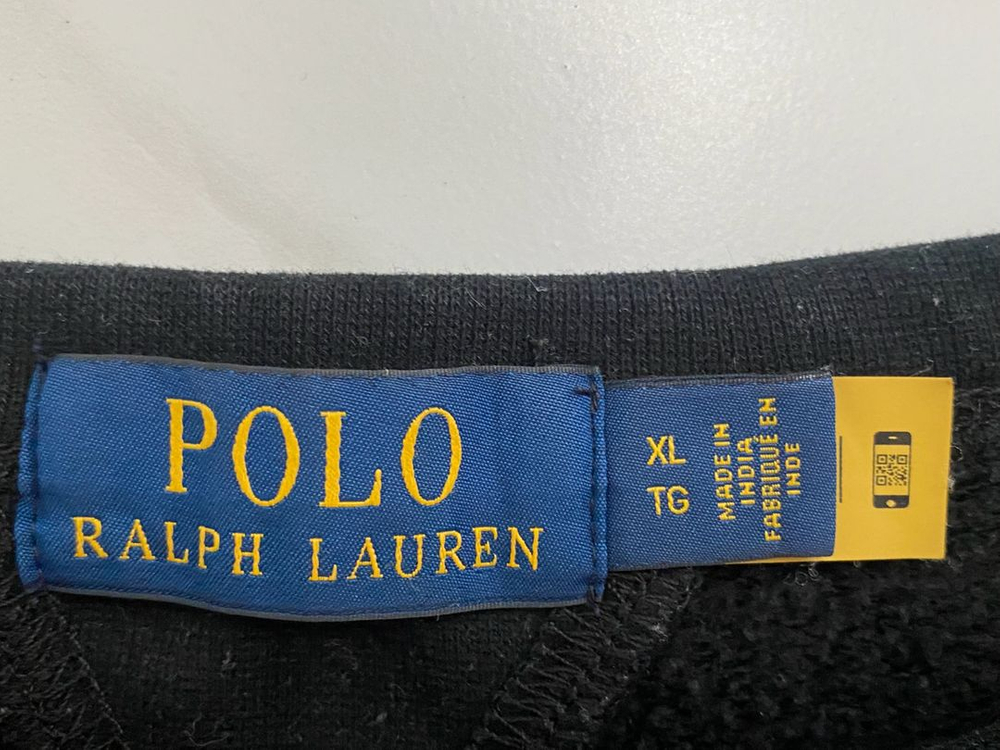 POLO
RALPH LAUREN
XL
TG
MADE IN
INDIA
FABRIQUÉ EN
INDE